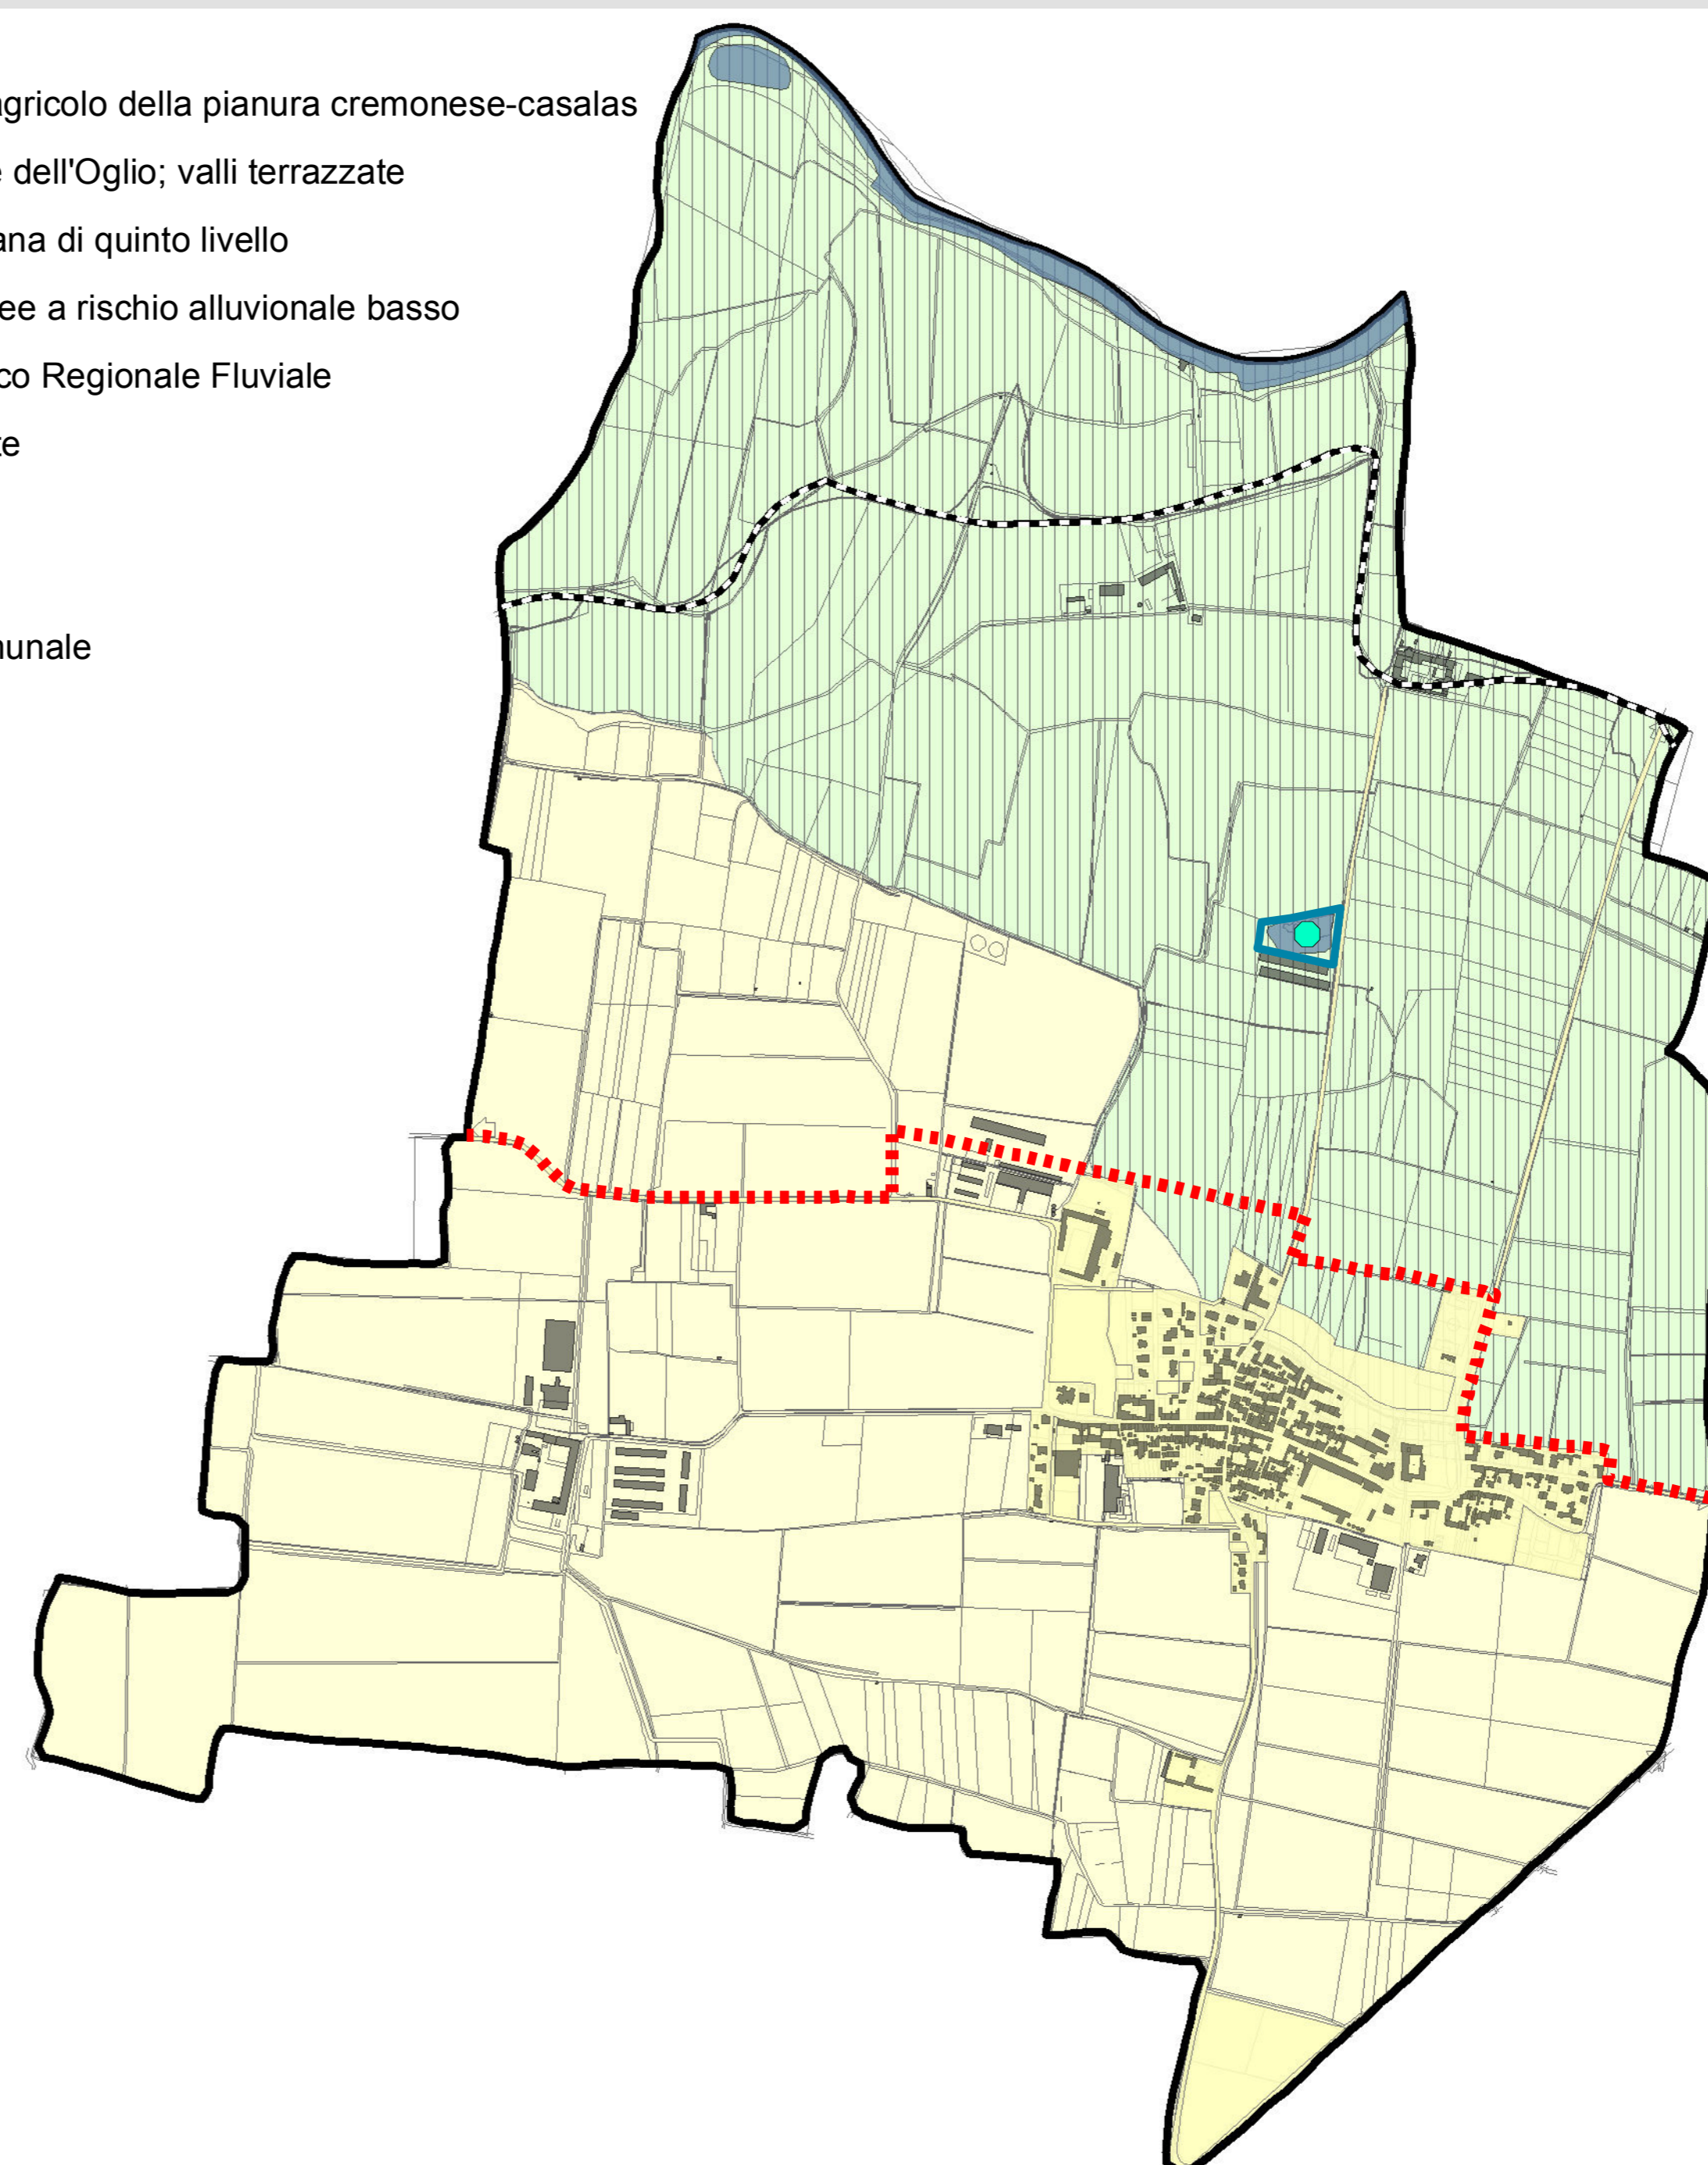 agricolo della pianura cremonese-casalas
e dell'Oglio; valli terrazzate
ana di quinto livello
ee a rischio alluvionale basso
co Regionale Fluviale
te
unale